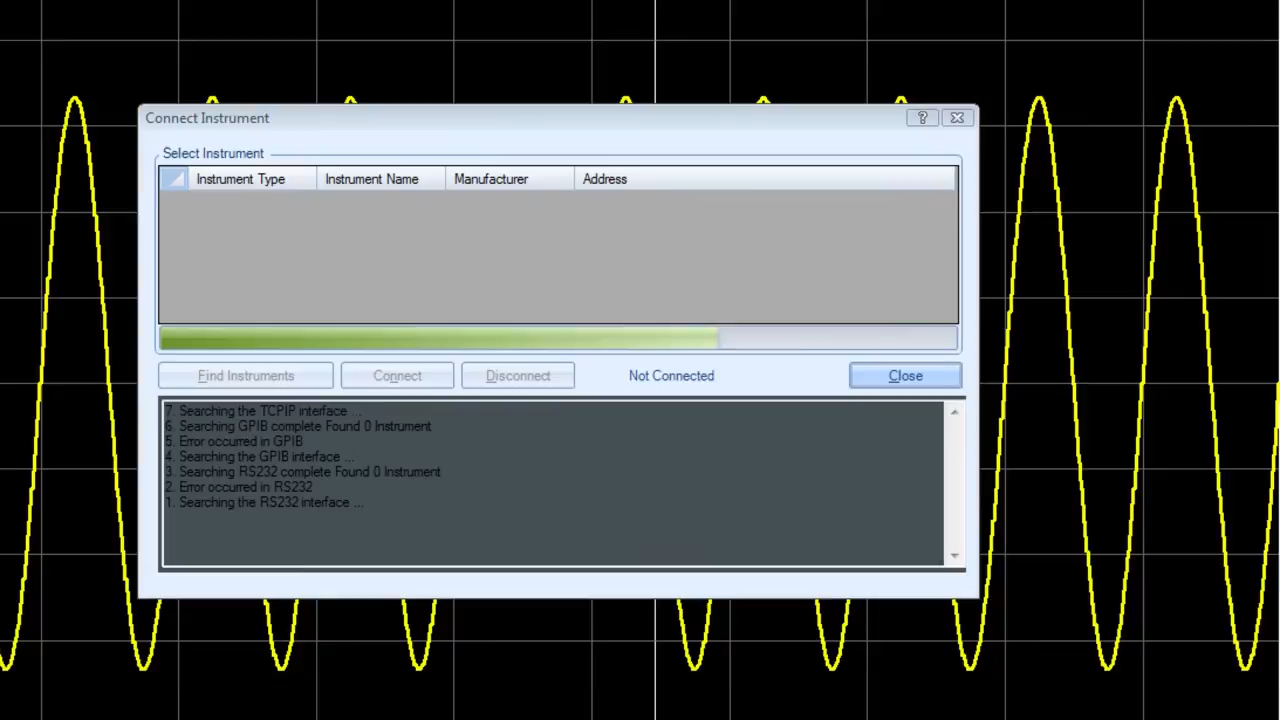 Connect Instrument
?
Select Instrument
Instrument Type Instrument Name Manufacturer Address
Find Instruments Connect Disconnect Not Connected Close
7. Searching the TCPIP interface ...
6. Searching GPIB complete Found 0 Instrument
5. Error occurred in GPIB
4. Searching the GPIB interface ...
3. Searching RS232 complete Found 0 Instrument
2. Error occurred in RS232
1. Searching the RS232 interface ...